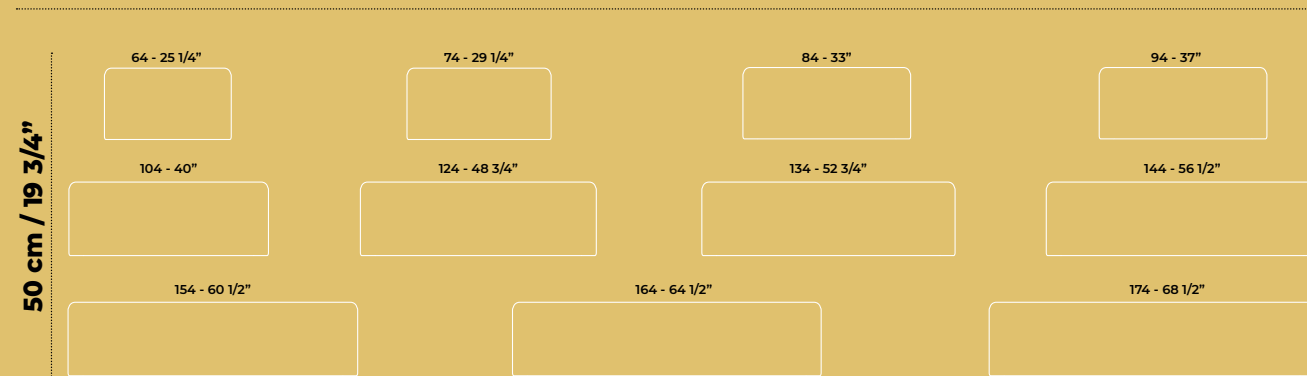 50 cm / 19 3/4”
64 - 25 1/4”
74 - 29 1/4”
84 - 33”
94 - 37”
104 - 40”
124 - 48 3/4”
134 - 52 3/4”
144 - 56 1/2”
154 - 60 1/2”
164 - 64 1/2”
174 - 68 1/2”